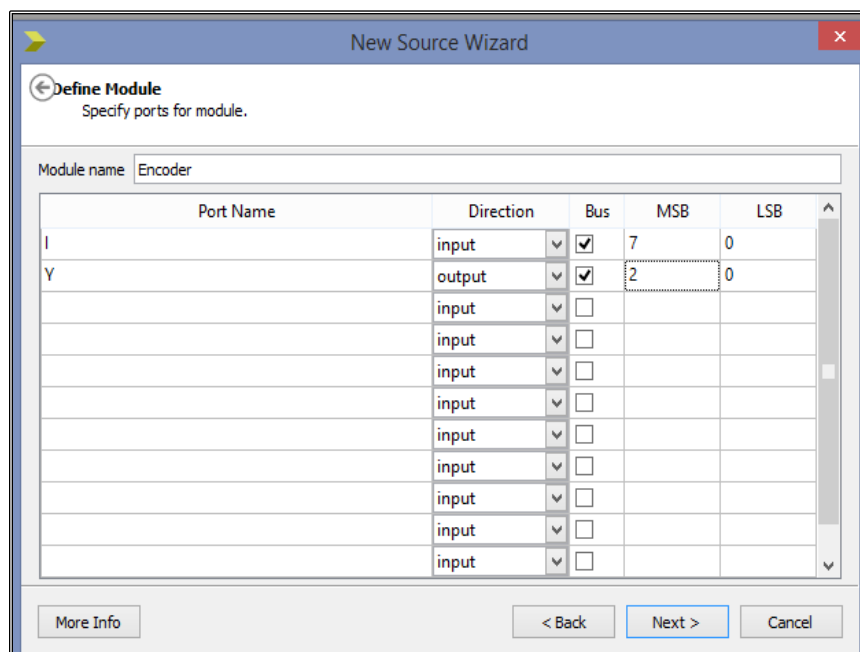 New Source Wizard
Define Module
Specify ports for module.
Module name Encoder
Port Name Direction Bus MSB LSB
I input 7 0
Y output 2 0
input
input
input
input
input
input
input
input
input
More Info < Back Next > Cancel